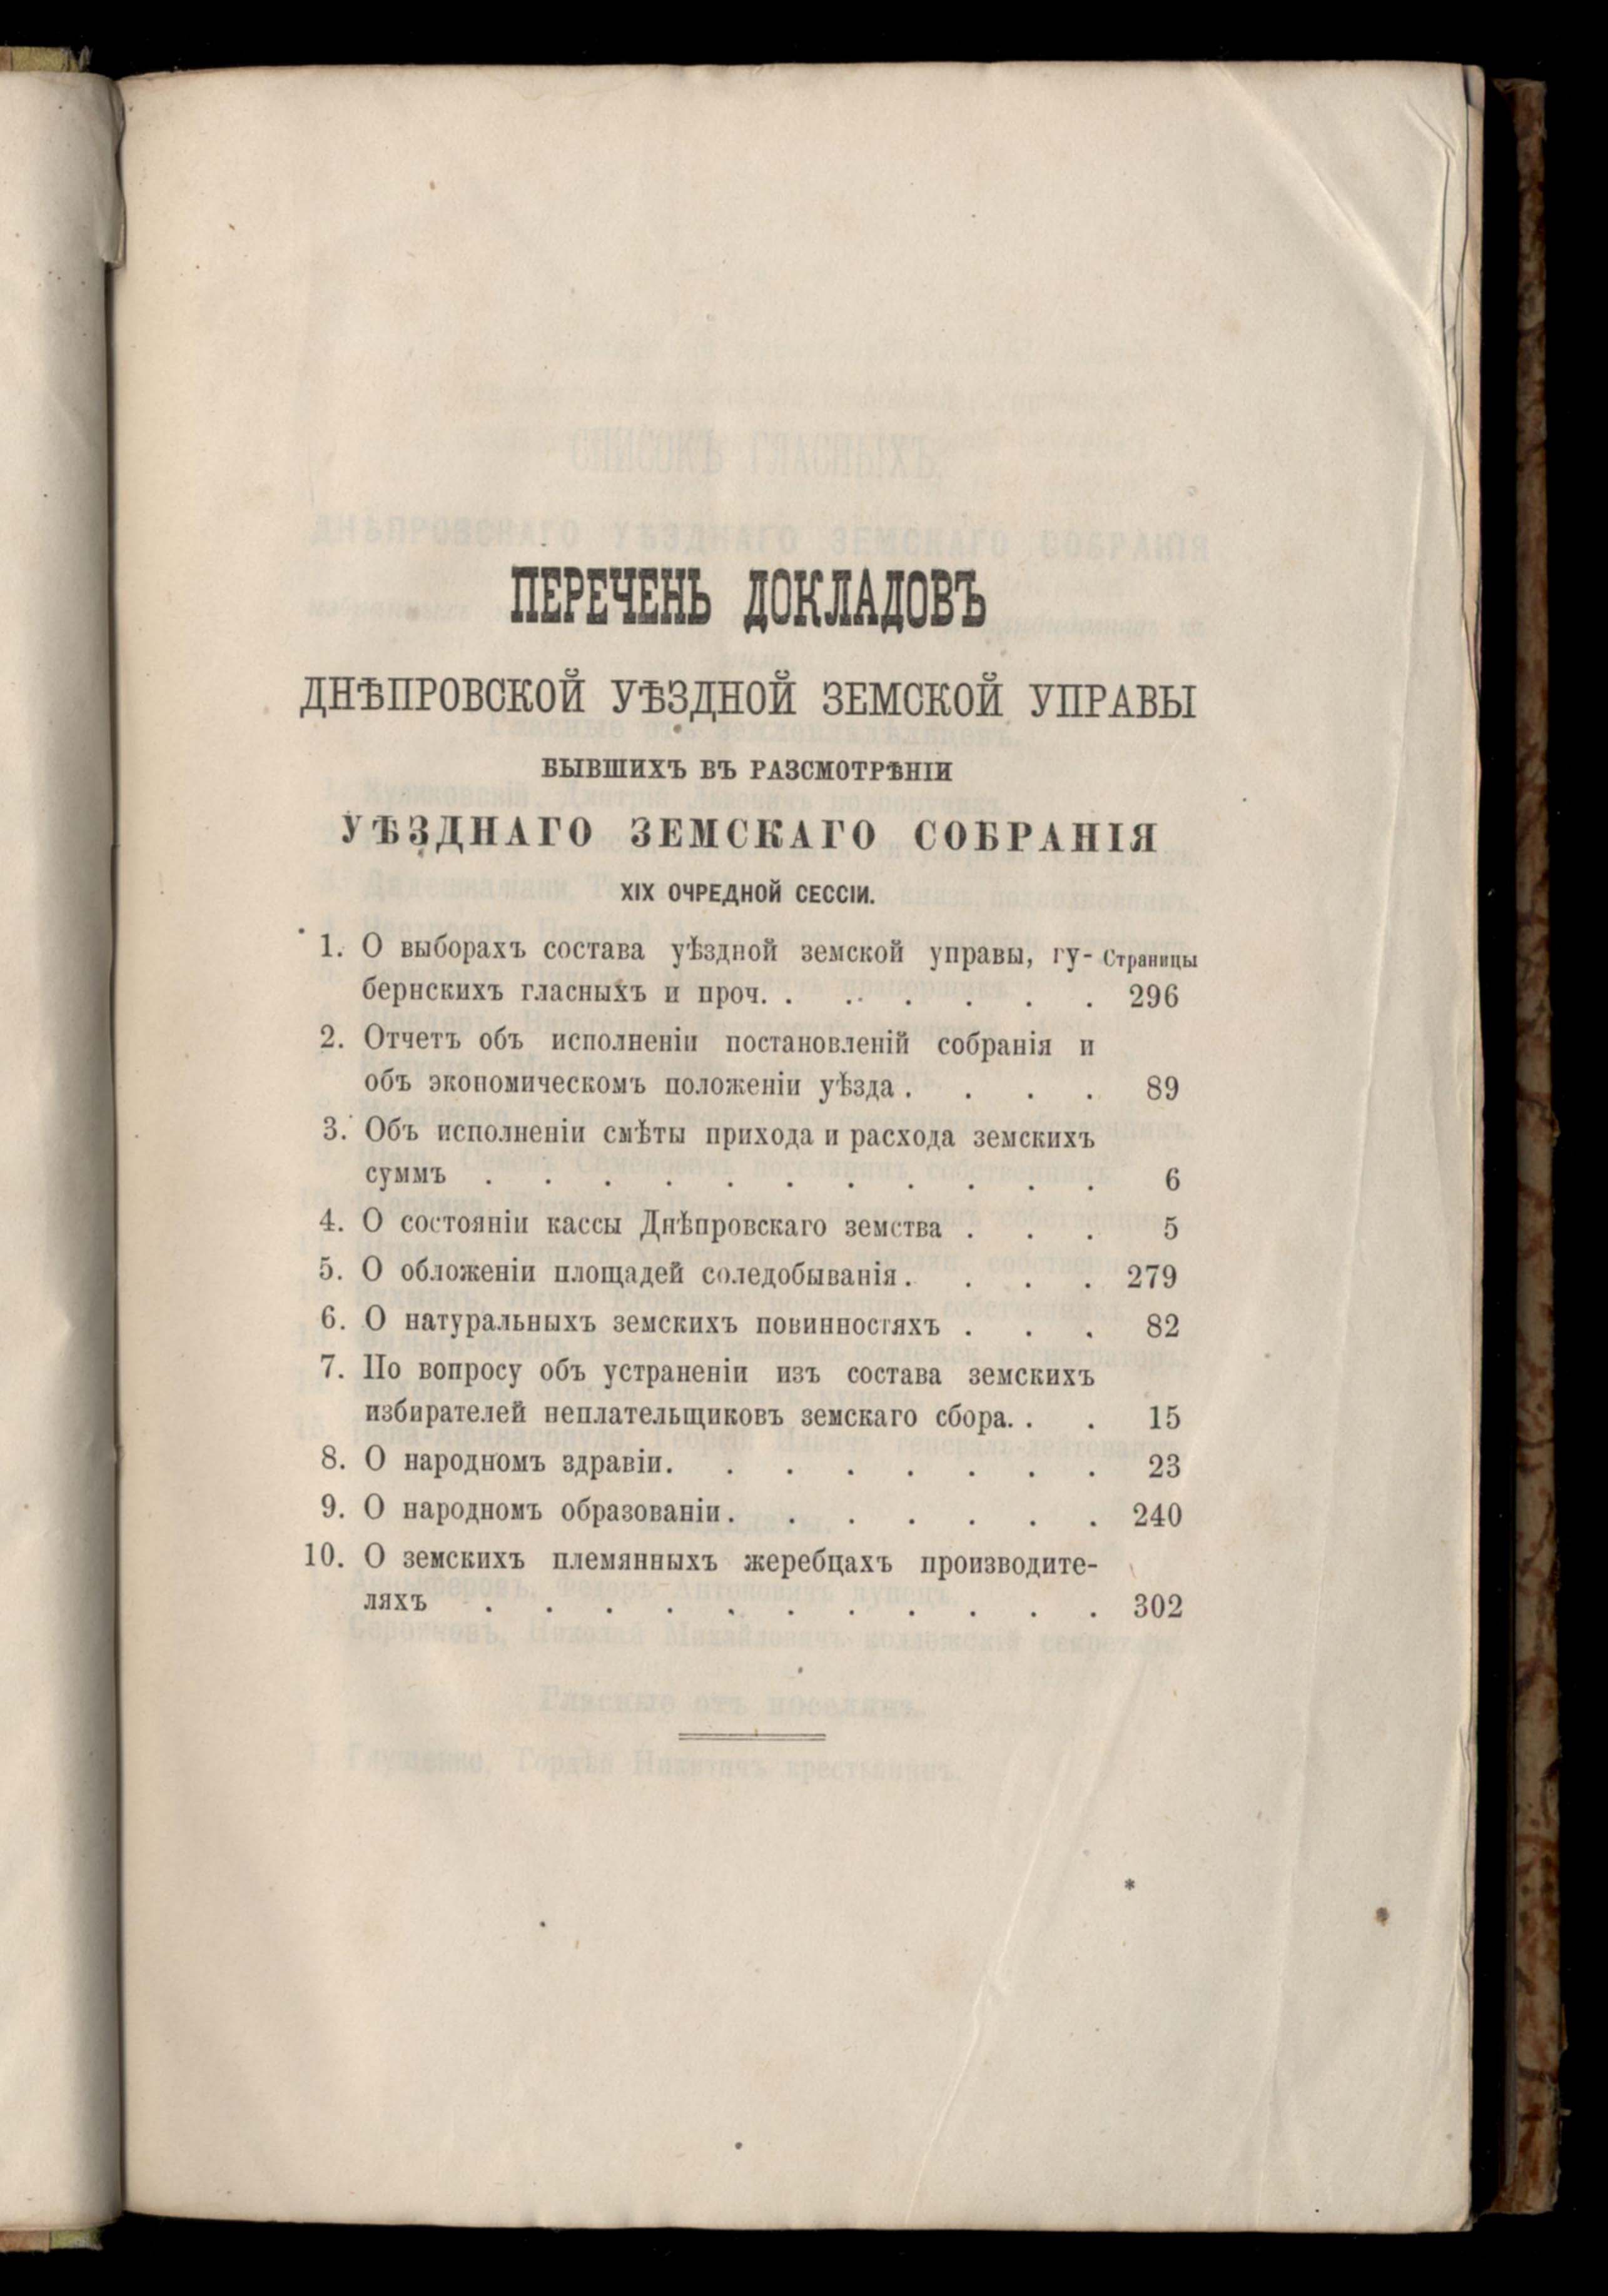 ПЕРЕЧЕНЬ ДОКЛАДОВЪ
ДНѢПРОВСКОЙ УѢЗДНОЙ ЗЕМСКОЙ УПРАВЫ
БЫВШИХЪ ВЪ РАЗСМОТРѢНІИ
УѢЗДНАГО ЗЕМСКАГО СОБРАНІЯ
XIX ОЧРЕДНОЙ СЕССІИ.
1. О выборахъ состава уѣздной земской управы, гу- Страницы
бернскихъ гласныхъ и проч. . . . . . . 296
2. Отчетъ объ исполненіи постановленій собранія и
объ экономическомъ положеніи уѣзда . . . . 89
3. Объ исполненіи смѣты прихода и расхода земскихъ
суммъ . . . . . . . . . . . 6
4. О состояніи кассы Днѣпровскаго земства . . . 5
5. О обложеніи площадей соледобыванія . . . . 279
6. О натуральныхъ земскихъ повинностяхъ . . . 82
7. По вопросу объ устраненіи изъ состава земскихъ
избирателей неплательщиковъ земскаго сбора. . . 15
8. О народномъ здравіи. . . . . . . . 23
9. О народномъ образованіи . . . . . . . 240
10. О земскихъ племянныхъ жеребцахъ производите-
ляхъ . . . . . . . . . . . 302
*